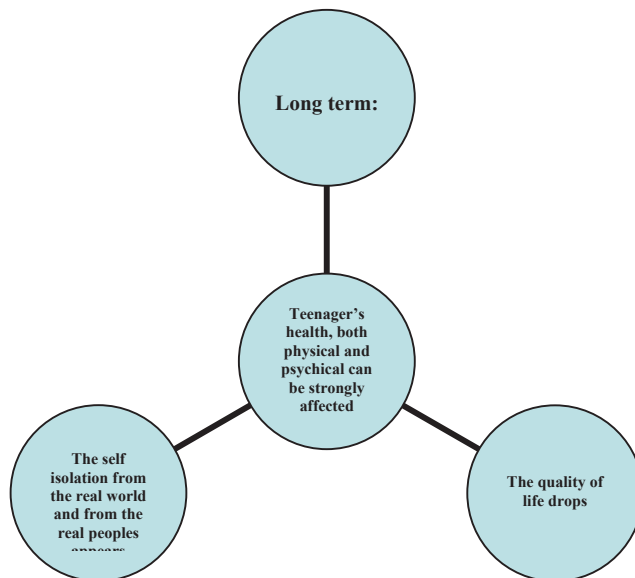 Long term:
Teenager’s
health, both
physical and
psychical can
be strongly
affected
The self
isolation from
the real world
and from the
real peoples
appears
The quality of
life drops